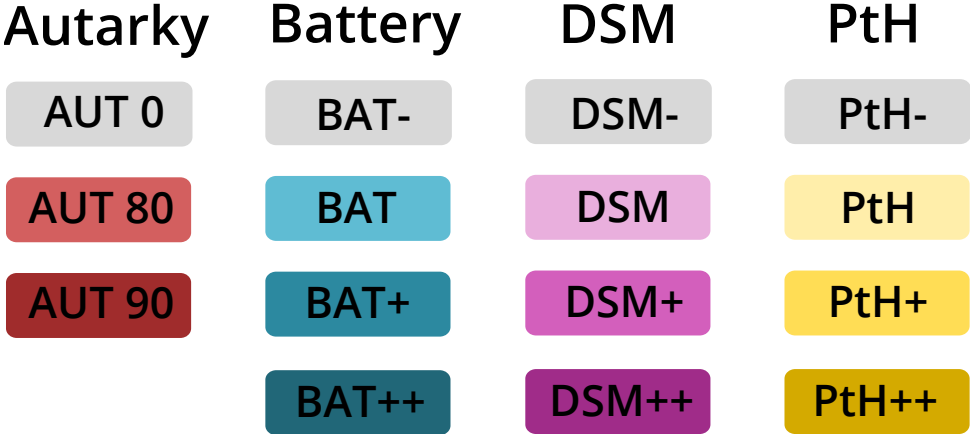 Autarky Battery DSM PtH
AUT 0 BAT- DSM- PtH-
AUT 80 BAT DSM PtH
AUT 90 BAT+ DSM+ PtH+
BAT++ DSM++ PtH++